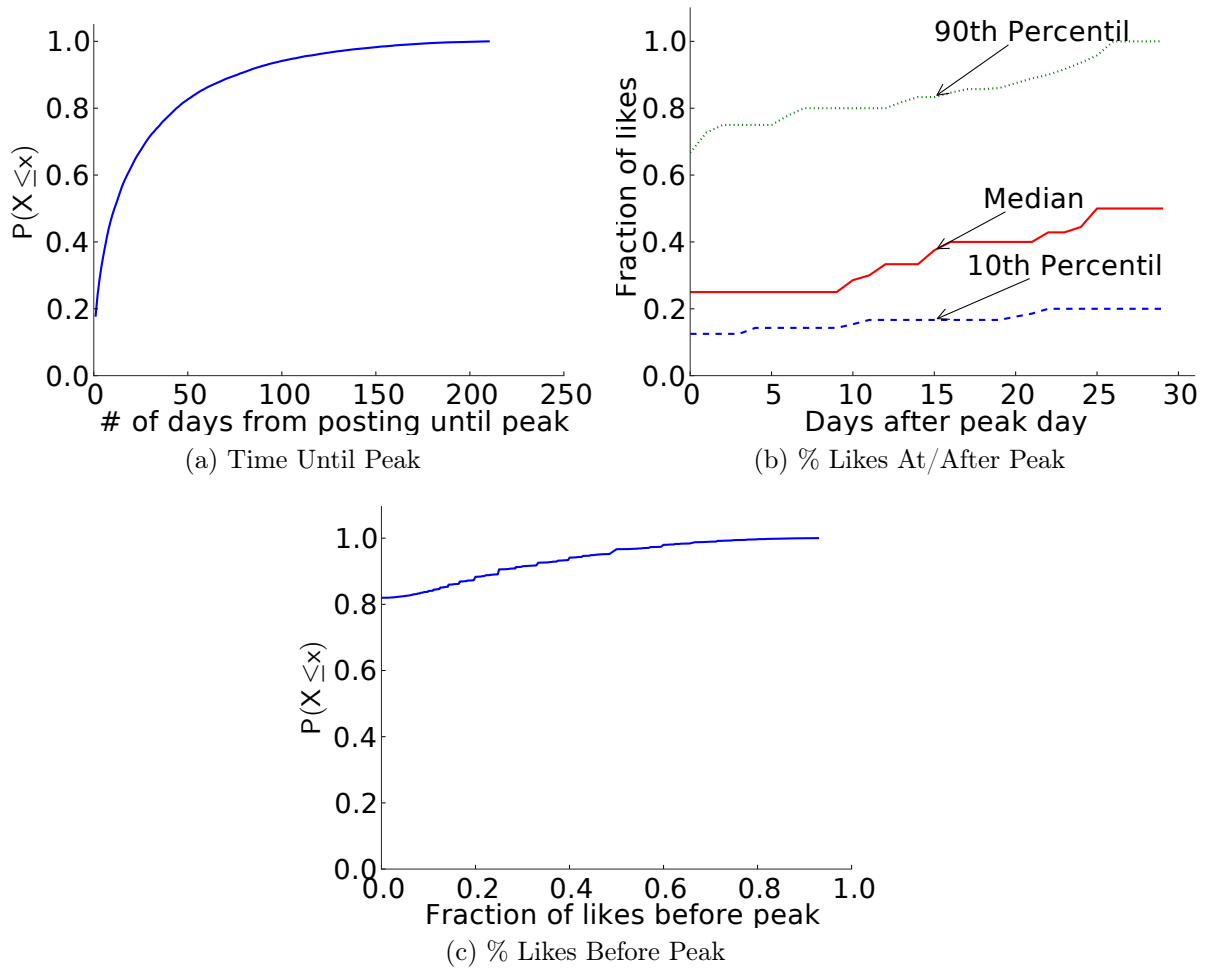 1.0
0.8
0.6
0.4
0.2
0.0
P(X ≤x)
0 50 100 150 200 250
# of days from posting until peak
(a) Time Until Peak
1.0
0.8
0.6
0.4
0.2
0.0
Fraction of likes
90th Percentil
Median
10th Percentil
0 5 10 15 20 25 30
Days after peak day
(b) % Likes At/After Peak
1.0
0.8
0.6
0.4
0.2
0.0
P(X ≤x)
0.0 0.2 0.4 0.6 0.8 1.0
Fraction of likes before peak
(c) % Likes Before Peak